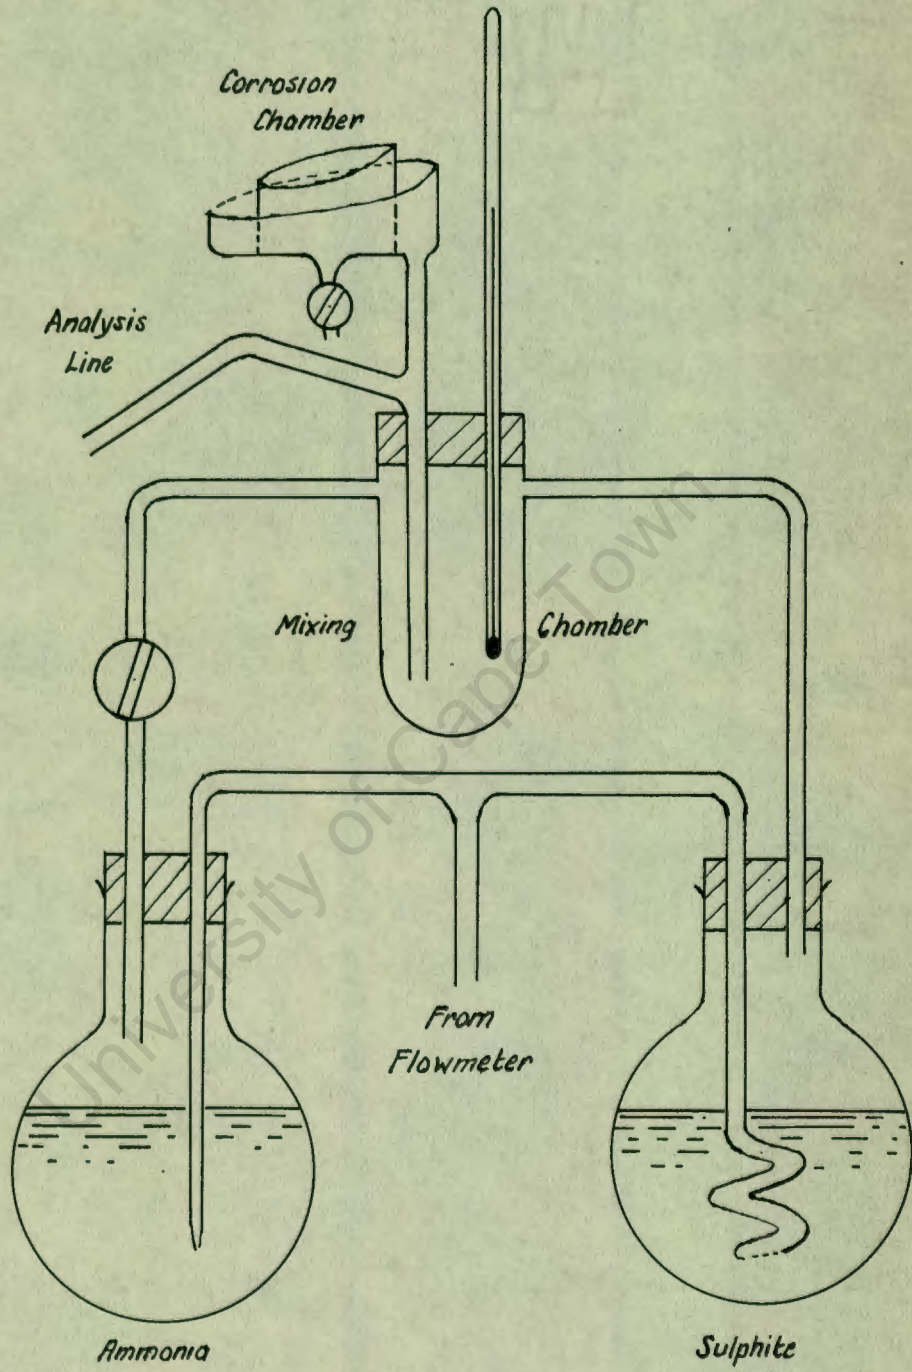 Corrosion
Chamber
Analysis
Line
Mixing Chamber
From
Flowmeter
Ammonia
Sulphite
University of Cape Town